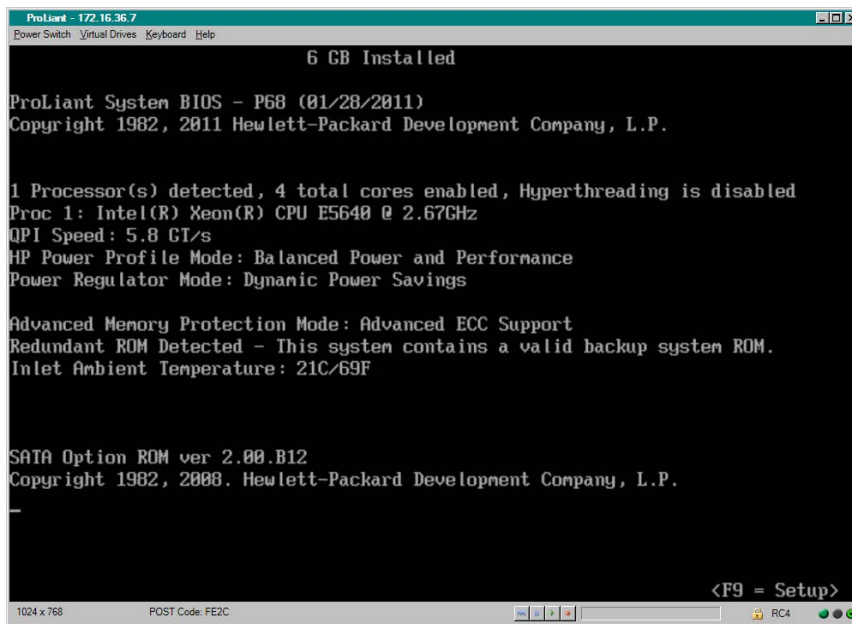 ProLiant - 172.16.36.7
Power Switch Virtual Drives Keyboard Help
6 GB Installed
ProLiant System BIOS - P68 (01/28/2011)
Copyright 1982, 2011 Hewlett-Packard Development Company, L.P.
1 Processor(s) detected, 4 total cores enabled, Hyperthreading is disabled
Proc 1: Intel(R) Xeon(R) CPU E5640 @ 2.67GHz
QPI Speed: 5.8 GT/s
HP Power Profile Mode: Balanced Power and Performance
Power Regulator Mode: Dynamic Power Savings
Advanced Memory Protection Mode: Advanced ECC Support
Redundant ROM Detected - This system contains a valid backup system ROM.
Inlet Ambient Temperature: 21C/69F
SATA Option ROM ver 2.00.B12
Copyright 1982, 2008. Hewlett-Packard Development Company, L.P.
<F9 = Setup>
1024 x 768 POST Code: FE2C RC4